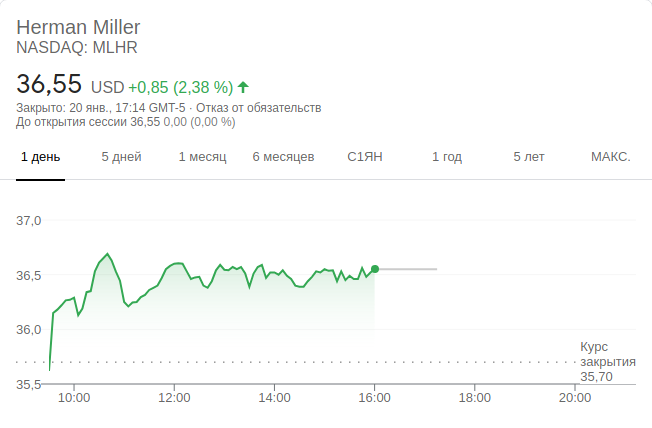 Herman Miller
NASDAQ: MLHR
36,55 USD +0,85 (2,38 %)
Закрыто: 20 янв., 17:14 GMT-5 · Отказ от обязательств
До открытия сессии 36,55 0,00 (0,00 %)
1 день 5 дней 1 месяц 6 месяцев С1ЯН 1 год 5 лет МАКС.
37,0
36,5
36,0
Курс
закрытия
35,70
35,5
10:00 12:00 14:00 16:00 18:00 20:00